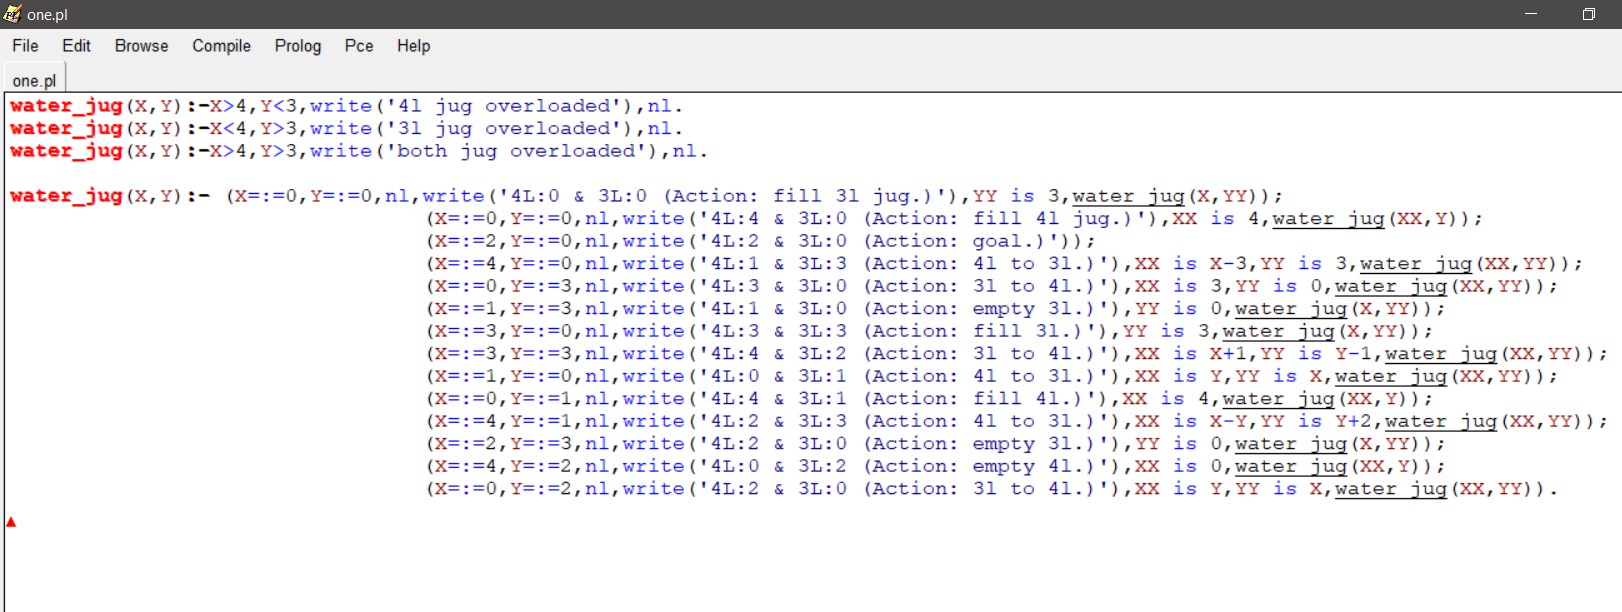 one.pl
File Edit Browse Compile Prolog Pce Help
one.pl
water_jug(X,Y):-X>4,Y<3,write('4l jug overloaded'),nl.
water_jug(X,Y):-X<4,Y>3,write('3l jug overloaded'),nl.
water_jug(X,Y):-X>4,Y>3,write('both jug overloaded'),nl.
water_jug(X,Y):- (X=:=0,Y=:=0,nl,write('4L:0 & 3L:0 (Action: fill 3l jug.)'),YY is 3,water_jug(X,YY));
(X=:=0,Y=:=0,nl,write('4L:4 & 3L:0 (Action: fill 4l jug.)'),XX is 4,water_jug(XX,Y));
(X=:=2,Y=:=0,nl,write('4L:2 & 3L:0 (Action: goal.)'));
(X=:=4,Y=:=0,nl,write('4L:1 & 3L:3 (Action: 4l to 3l.)'),XX is X-3,YY is 3,water_jug(XX,YY));
(X=:=0,Y=:=3,nl,write('4L:3 & 3L:0 (Action: 3l to 4l.)'),XX is 3,YY is 0,water_jug(XX,YY));
(X=:=1,Y=:=3,nl,write('4L:1 & 3L:0 (Action: empty 3l.)'),YY is 0,water_jug(X,YY));
(X=:=3,Y=:=0,nl,write('4L:3 & 3L:3 (Action: fill 3l.)'),YY is 3,water_jug(X,YY));
(X=:=3,Y=:=3,nl,write('4L:4 & 3L:2 (Action: 3l to 4l.)'),XX is X+1,YY is Y-1,water_jug(XX,YY));
(X=:=1,Y=:=0,nl,write('4L:0 & 3L:1 (Action: 4l to 3l.)'),XX is Y,YY is X,water_jug(XX,YY));
(X=:=0,Y=:=1,nl,write('4L:4 & 3L:1 (Action: fill 4l.)'),XX is 4,water_jug(XX,Y));
(X=:=4,Y=:=1,nl,write('4L:2 & 3L:3 (Action: 4l to 3l.)'),XX is X-Y,YY is Y+2,water_jug(XX,YY));
(X=:=2,Y=:=3,nl,write('4L:2 & 3L:0 (Action: empty 3l.)'),YY is 0,water_jug(X,YY));
(X=:=4,Y=:=2,nl,write('4L:0 & 3L:2 (Action: empty 4l.)'),XX is 0,water_jug(XX,Y));
(X=:=0,Y=:=2,nl,write('4L:2 & 3L:0 (Action: 3l to 4l.)'),XX is Y,YY is X,water_jug(XX,YY)).